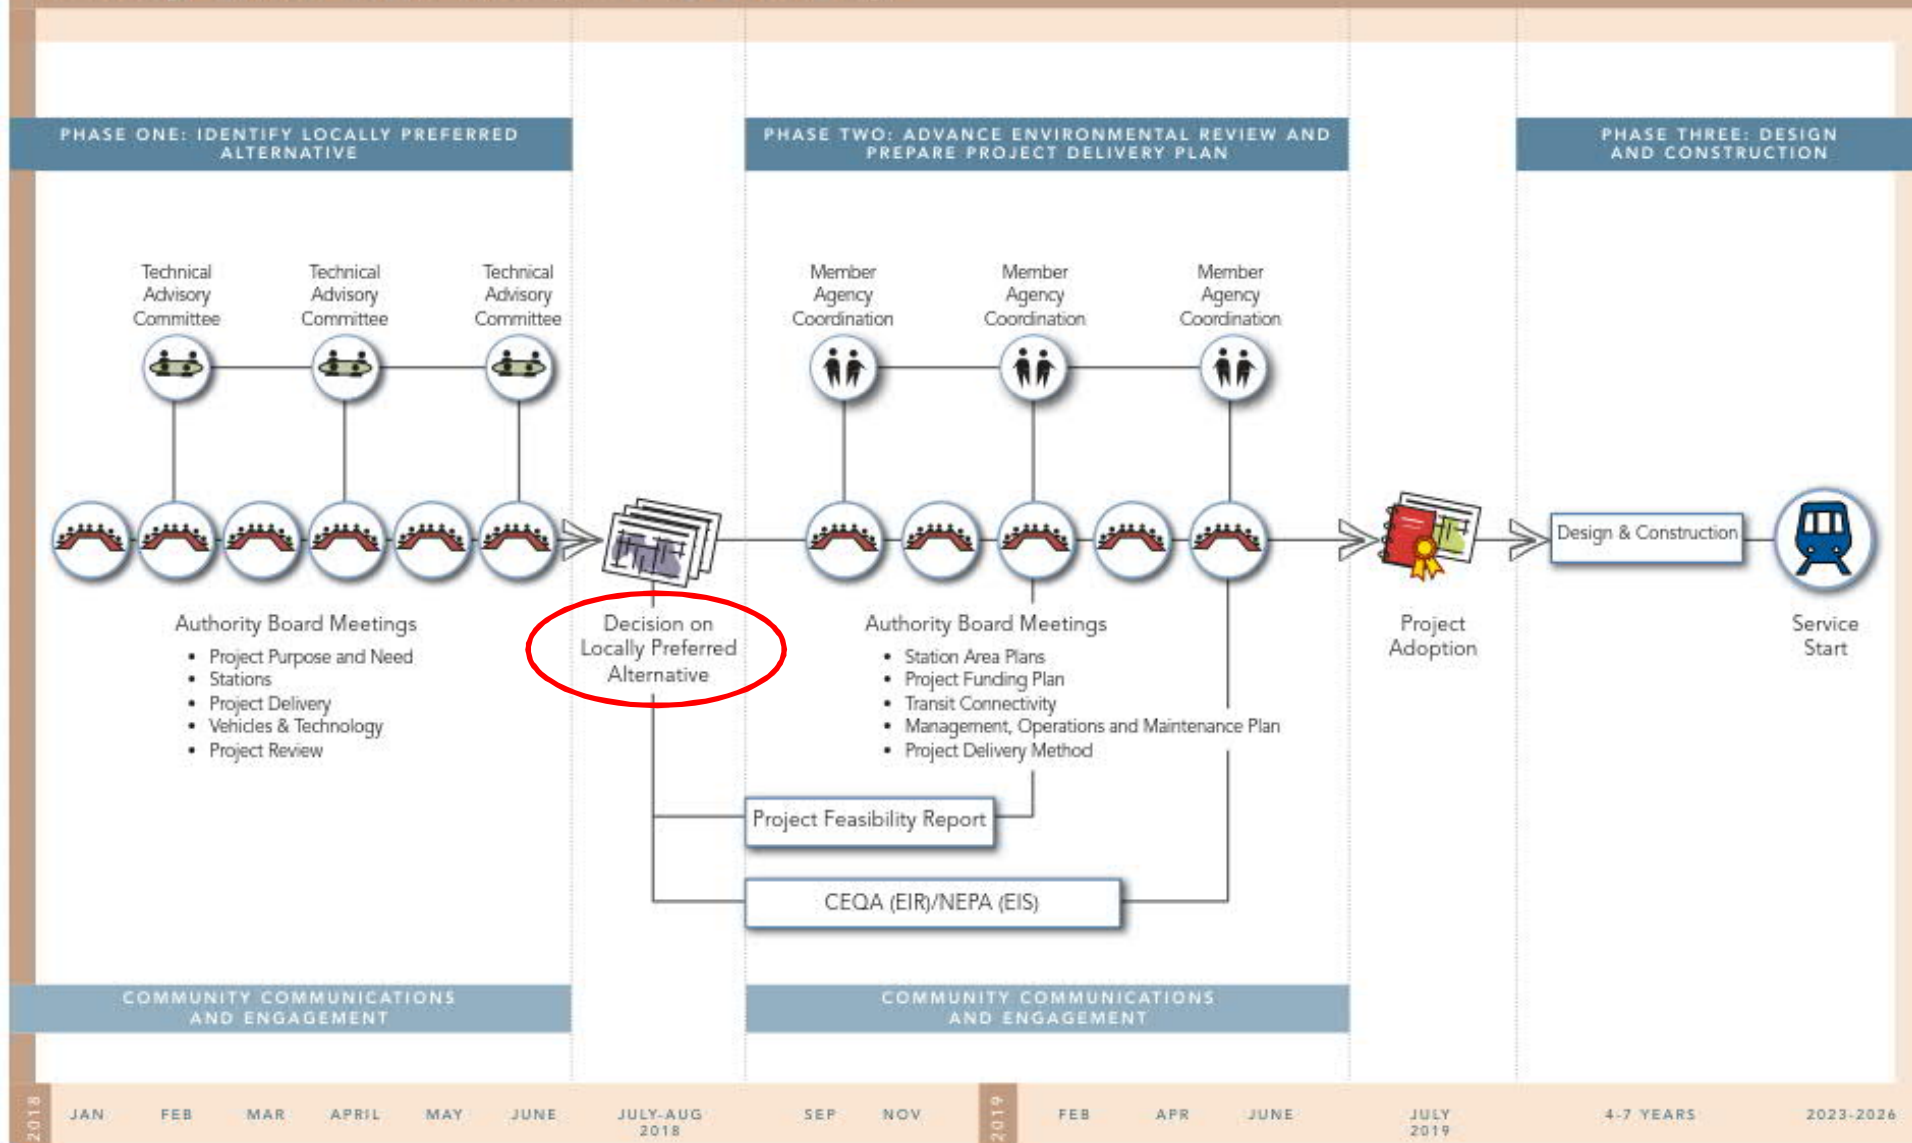 PHASE ONE: IDENTIFY LOCALLY PREFERRED
ALTERNATIVE
PHASE TWO: ADVANCE ENVIRONMENTAL REVIEW AND
PREPARE PROJECT DELIVERY PLAN
PHASE THREE: DESIGN
AND CONSTRUCTION
Technical
Advisory
Committee
Technical
Advisory
Committee
Technical
Advisory
Committee
Member
Agency
Coordination
Member
Agency
Coordination
Member
Agency
Coordination
Design & Construction
Authority Board Meetings
• Project Purpose and Need
• Stations
• Project Delivery
• Vehicles & Technology
• Project Review
Decision on
Locally Preferred
Alternative
Authority Board Meetings
• Station Area Plans
• Project Funding Plan
• Transit Connectivity
• Management, Operations and Maintenance Plan
• Project Delivery Method
Project
Adoption
Service
Start
Project Feasibility Report
CEQA (EIR)/NEPA (EIS)
COMMUNITY COMMUNICATIONS
AND ENGAGEMENT
COMMUNITY COMMUNICATIONS
AND ENGAGEMENT
2018
JAN
FEB
MAR
APRIL
MAY
JUNE
JULY-AUG
2018
SEP
NOV
2019
FEB
APR
JUNE
JULY
2019
4-7 YEARS
2023-2026